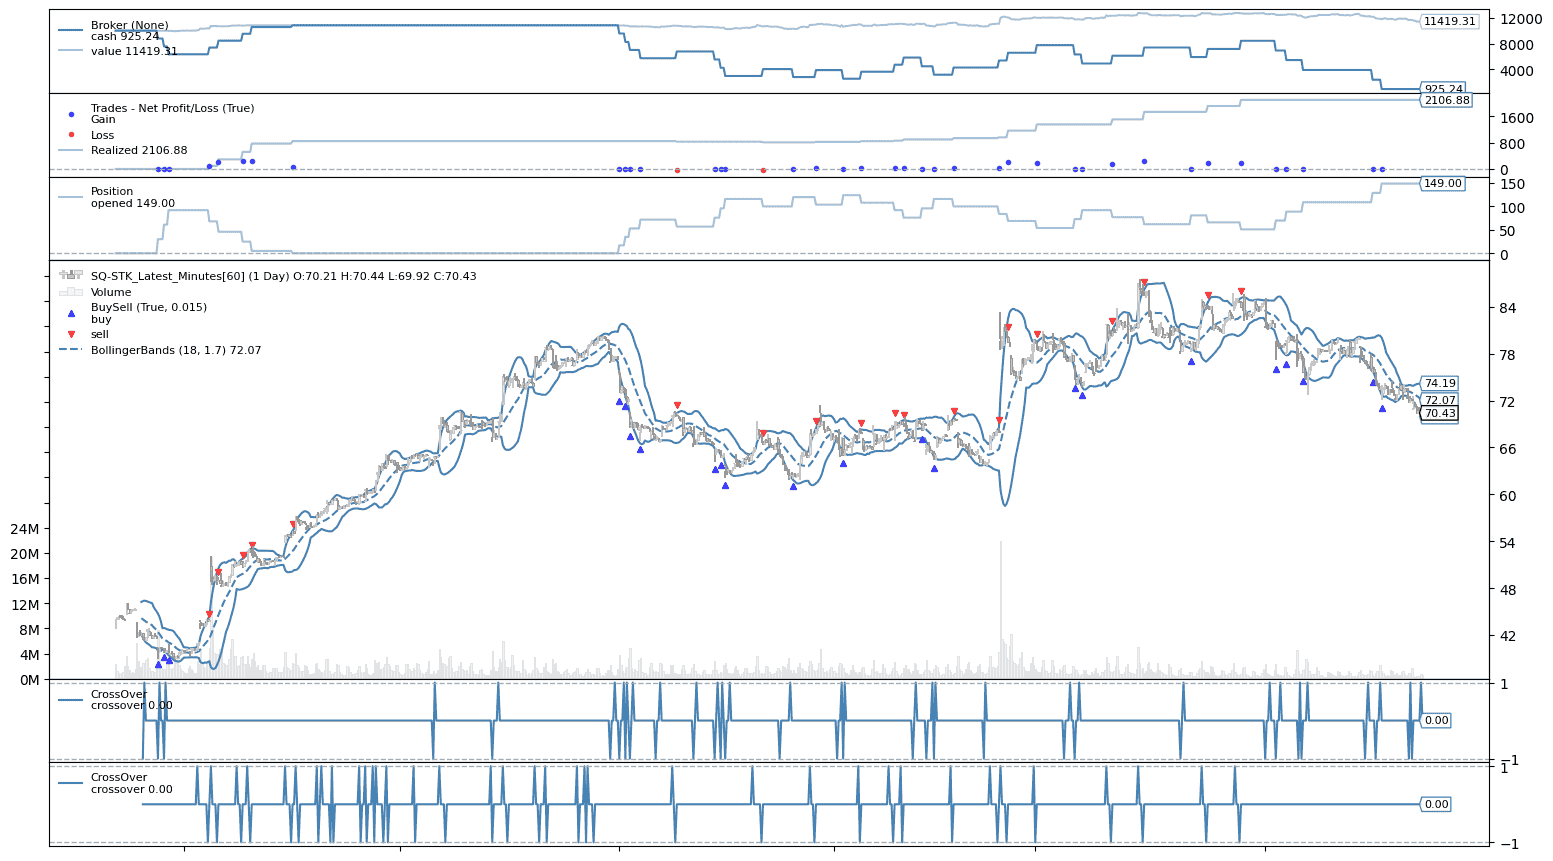 Broker (None)
cash 925.24
value 11419.31
11419.31
12000
8000
4000
925.24
Trades - Net Profit/Loss (True)
Gain
Loss
Realized 2106.88
2106.88
1600
800
0
Position
opened 149.00
149.00
150
100
50
0
SQ-STK_Latest_Minutes[60] (1 Day) O:70.21 H:70.44 L:69.92 C:70.43
Volume
BuySell (True, 0.015)
buy
sell
BollingerBands (18, 1.7) 72.07
84
78
74.19
72.07
72
70.43
66
60
54
48
42
24M
20M
16M
12M
8M
4M
0M
CrossOver
crossover 0.00
1
0.00
−1
CrossOver
crossover 0.00
1
0.00
−1